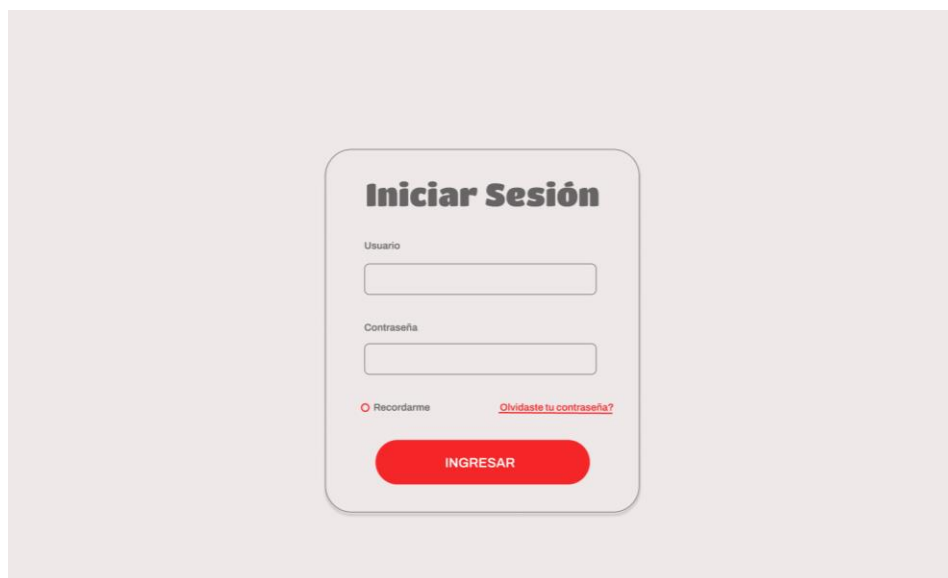 Iniciar Sesión
Usuario
Contraseña
Recordarme
Olvidaste tu contraseña?
INGRESAR